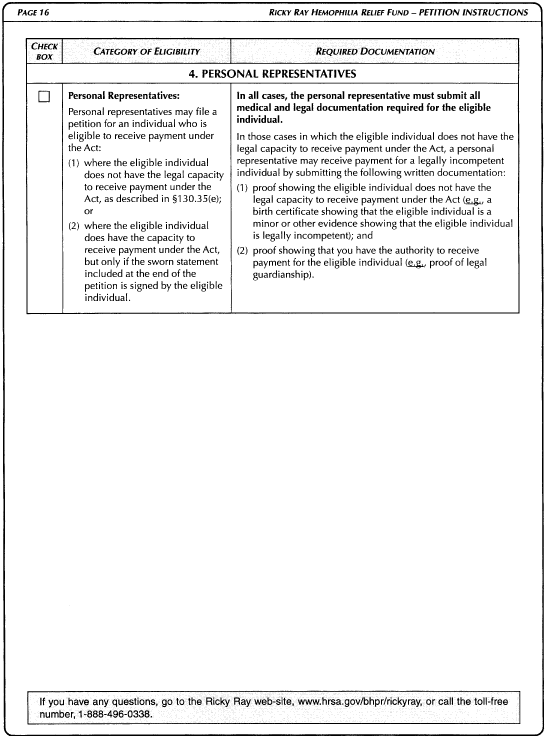 PAGE 16
RICKY RAY HEMOPHILIA RELIEF FUND – PETITION INSTRUCTIONS
CHECK
BOX
CATEGORY OF ELIGIBILITY
REQUIRED DOCUMENTATION
4. PERSONAL REPRESENTATIVES
Personal Representatives:
Personal representatives may file a
petition for an individual who is
eligible to receive payment under
the Act:
(1) where the eligible individual
does not have the legal capacity
to receive payment under the
Act, as described in §130.35(e);
or
(2) where the eligible individual
does have the capacity to
receive payment under the Act,
but only if the sworn statement
included at the end of the
petition is signed by the eligible
individual.
In all cases, the personal representative must submit all
medical and legal documentation required for the eligible
individual.
In those cases in which the eligible individual does not have the
legal capacity to receive payment under the Act, a personal
representative may receive payment for a legally incompetent
individual by submitting the following written documentation:
(1) proof showing the eligible individual does not have the
legal capacity to receive payment under the Act (e.g., a
birth certificate showing that the eligible individual is a
minor or other evidence showing that the eligible individual
is legally incompetent); and
(2) proof showing that you have the authority to receive
payment for the eligible individual (e.g., proof of legal
guardianship).
If you have any questions, go to the Ricky Ray web-site, www.hrsa.gov/bhpr/rickyray, or call the toll-free
number, 1-888-496-0338.